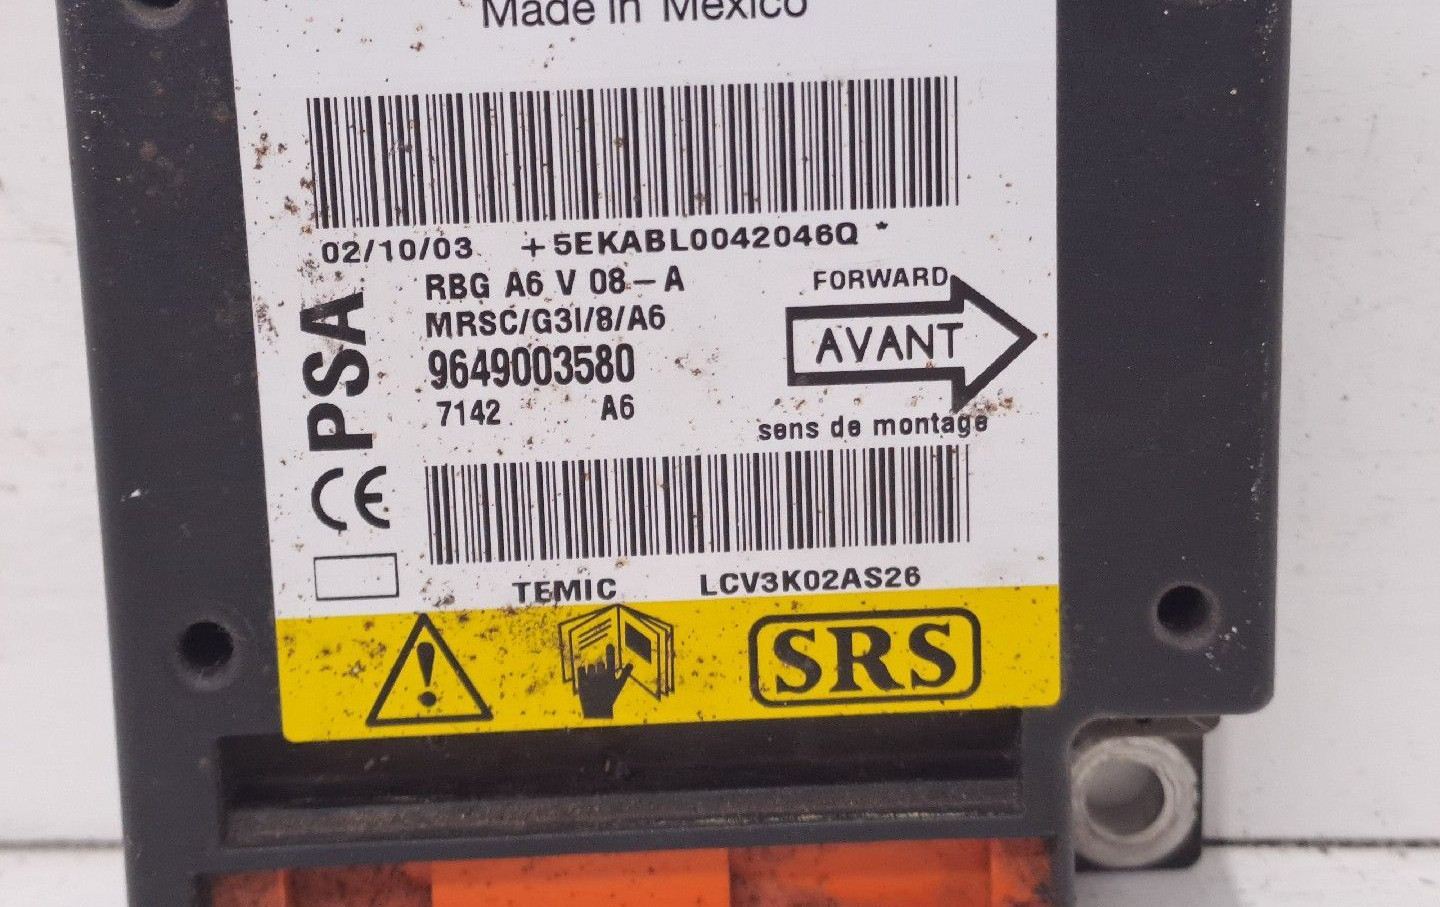 Made in Mexico
02/10/03 +5EKABL0042046Q *
RBG A6 V 08-A
MRSC/G3I/8/A6
9649003580
7142 A6
PSA
CE
FORWARD
AVANT
sens de montage
TEMIC LCV3K02AS26
SRS